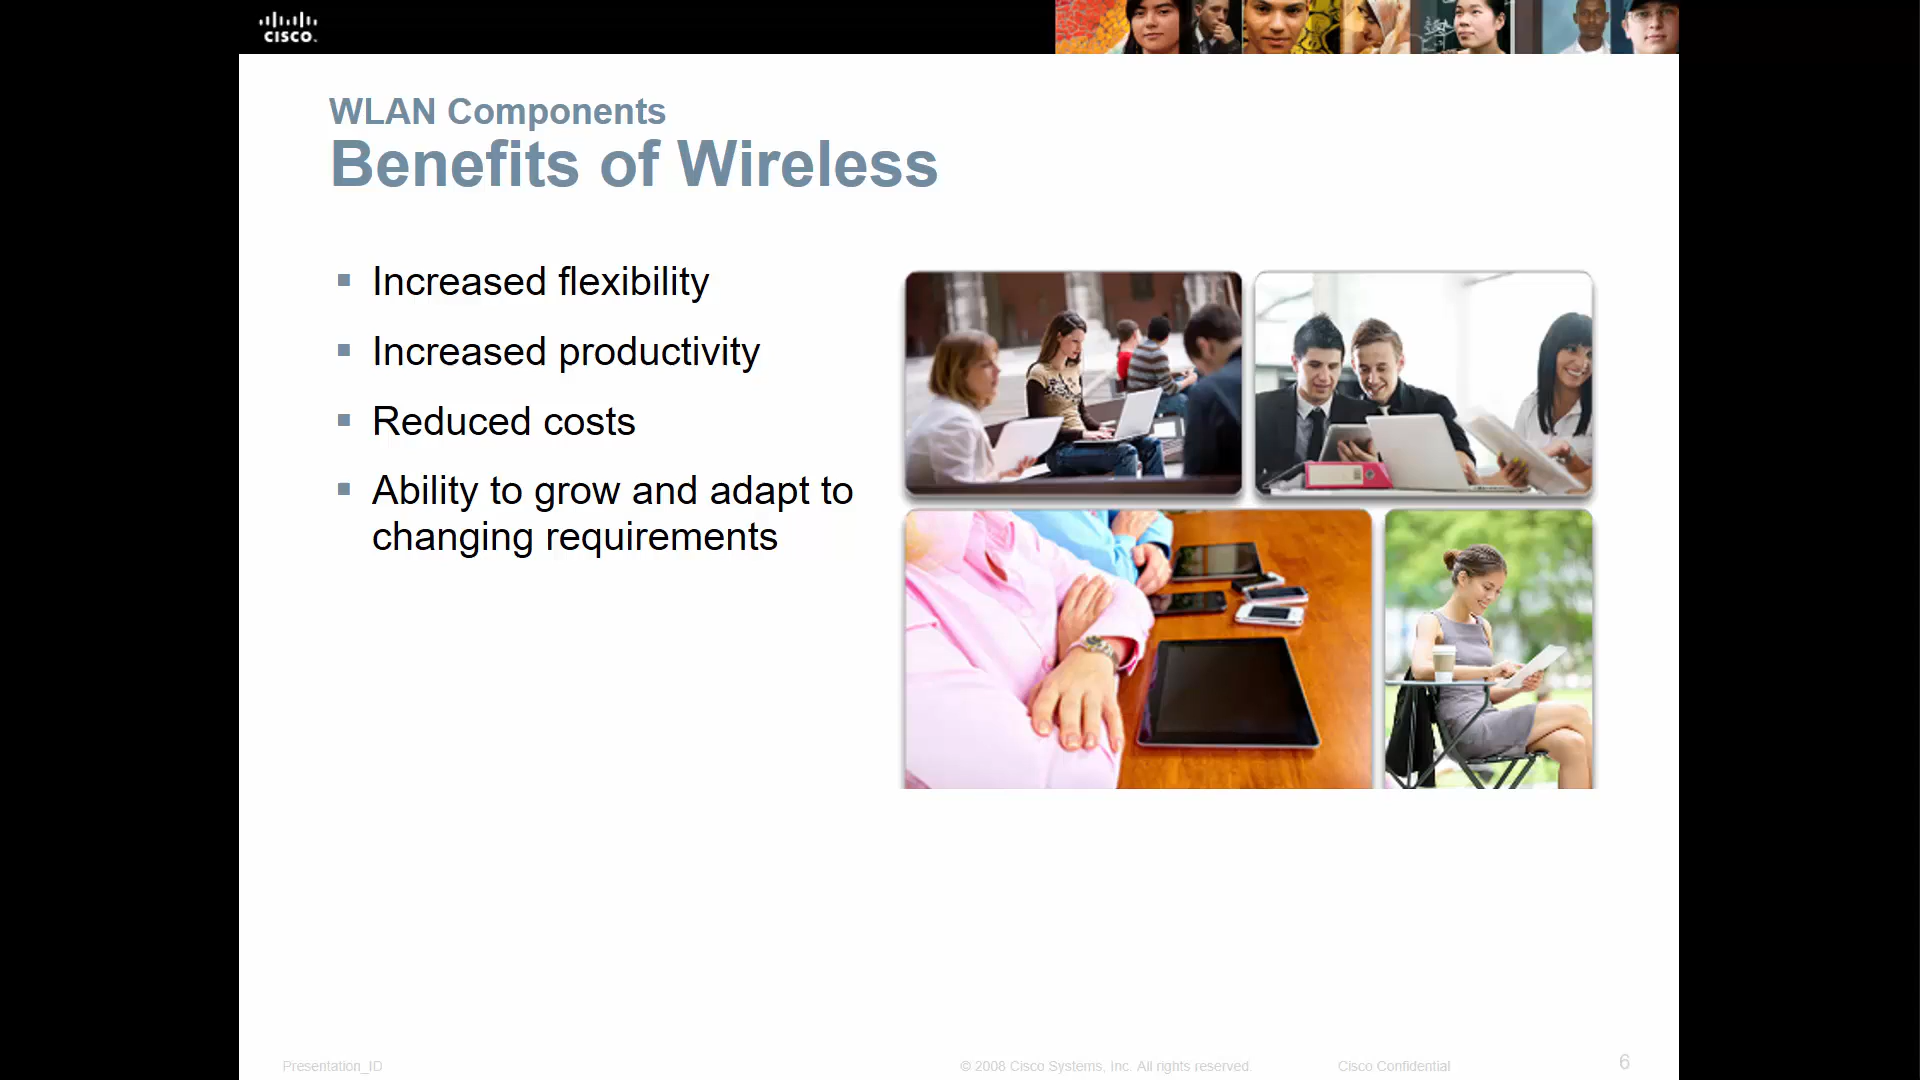 CISCO.
WLAN Components
Benefits of Wireless
Increased flexibility
Increased productivity
Reduced costs
Ability to grow and adapt to
changing requirements
Presentation_ID
© 2008 Cisco Systems, Inc. All rights reserved.
Cisco Confidential
6